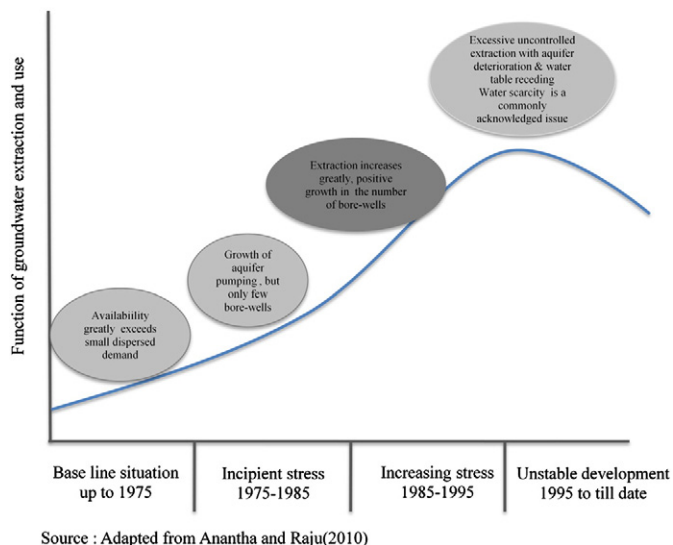 Function of groundwater extraction and use
Excessive uncontrolled
extraction with aquifer
deterioration & water
table receding
Water scarcity is a
commonly
acknowledged issue
Extraction increases
greatly, positive
growth in the number
of bore-wells
Growth of
aquifer
pumping, but
only few
bore-wells
Availability
greatly exceeds
small dispersed
demand
Base line situation
up to 1975
Incipient stress
1975-1985
Increasing stress
1985-1995
Unstable development
1995 to till date
Source : Adapted from Anantha and Raju(2010)